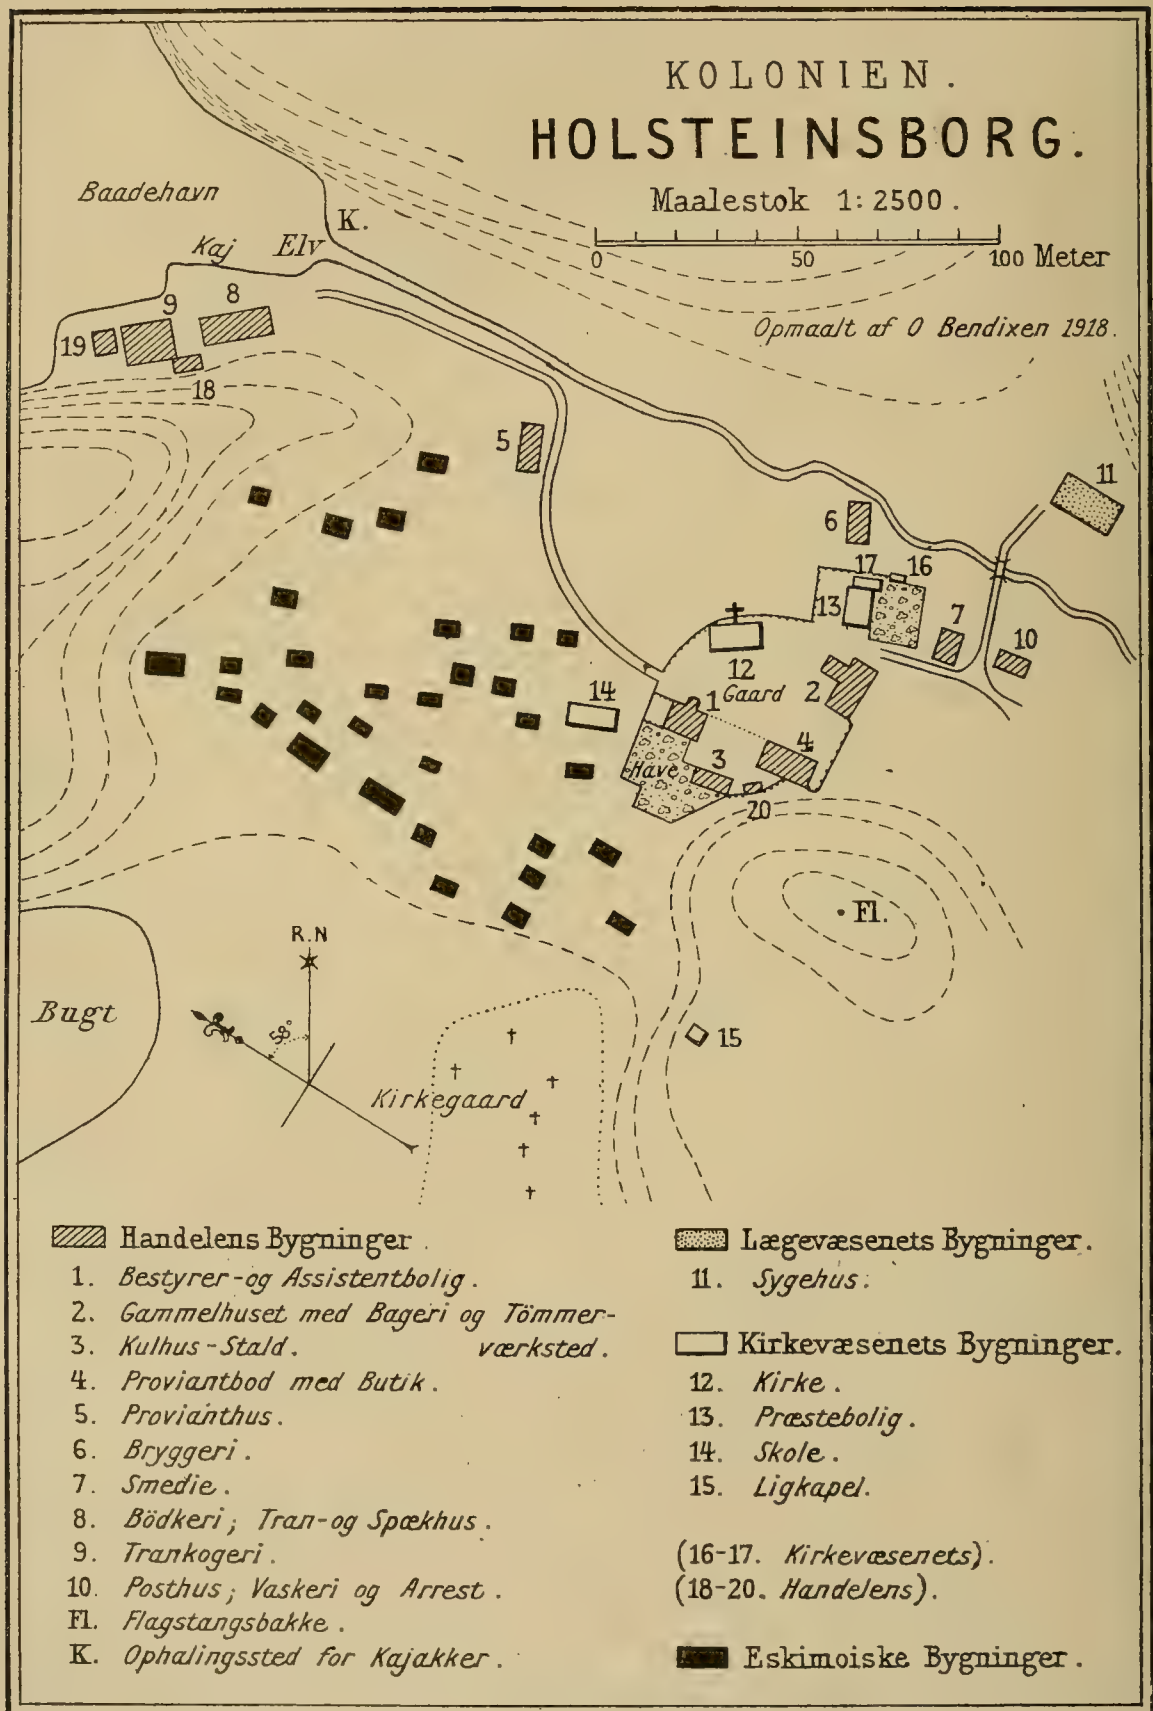 KOLONIEN.
HOLSTEINSBORG.
Maalestok 1:2500.
0 50 100 Meter
Opmaalt af O Bendixen 1918.
Baadehavn
K.
Kaj
Elv
9
8
19
18
5
11
6
17
16
13
7
10
12
Gaard
2
14
1
4
3
Have
20
Fl.
R.N
58°
Bugt
15
Kirkegaard
Handelens Bygninger.
1. Bestyrer-og Assistentbolig.
2. Gammelhuset med Bageri og Tömmer-
3. Kulhus-Stald. værksted.
4. Proviantbod med Butik.
5. Provianthus.
6. Bryggeri.
7. Smedie.
8. Bödkeri; Tran-og Spækhus.
9. Trankogeri.
10. Posthus; Vaskeri og Arrest.
Fl. Flagstangsbakke.
K. Ophalingssted for Kajakker.
Lægevæsenets Bygninger.
11. Sygehus.
Kirkevæsenets Bygninger.
12. Kirke.
13. Præstebolig.
14. Skole.
15. Ligkapel.
(16-17. Kirkevæsenets).
(18-20. Handelens).
Eskimoiske Bygninger.